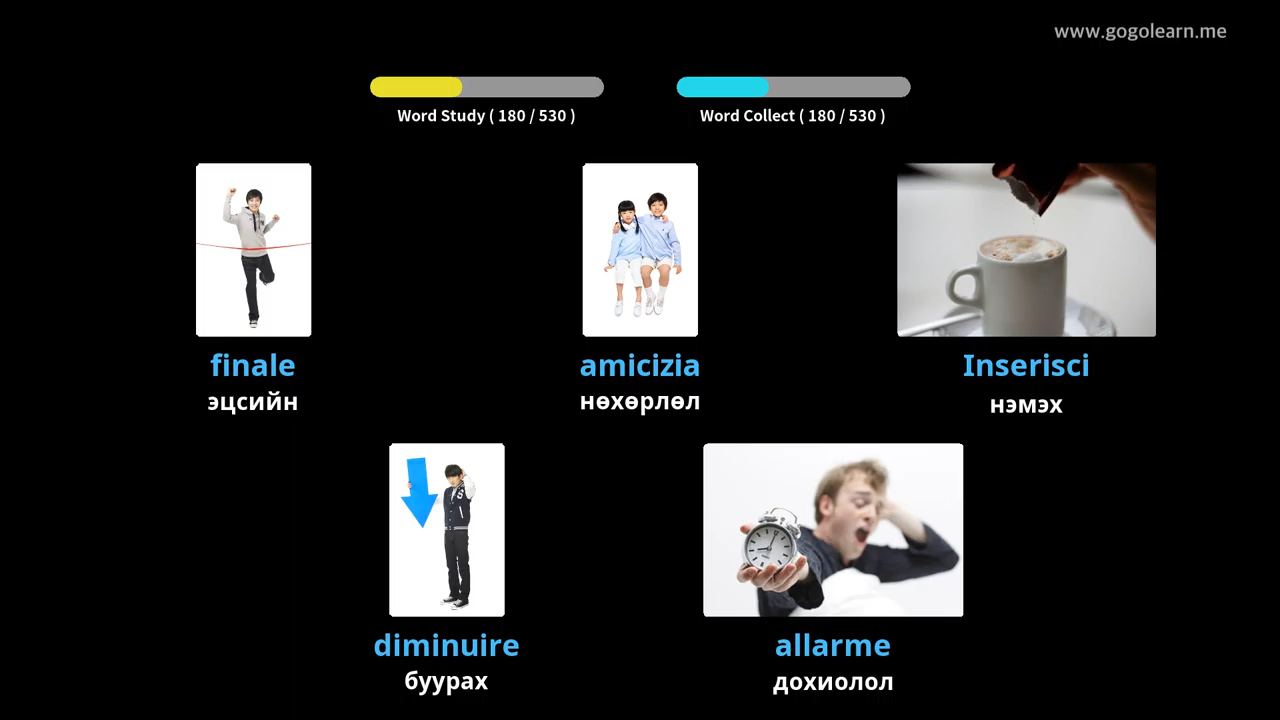 www.gogolearn.me
Word Study ( 180 / 530 )
Word Collect ( 180 / 530 )
finale
эцсийн
amicizia
нөхөрлөл
Inserisci
нэмэх
diminuire
буурах
allarme
дохиолол